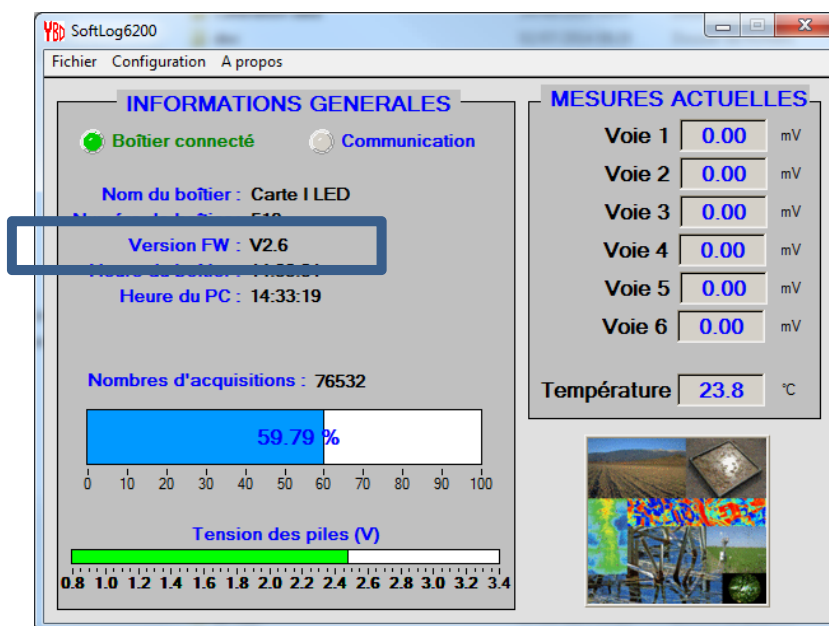 YBD SoftLog6200
Fichier Configuration A propos
INFORMATIONS GENERALES
Boîtier connecté Communication
Nom du boîtier : Carte I LED
Version FW : V2.6
Heure du PC : 14:33:19
Nombres d'acquisitions : 76532
59.79 %
0 10 20 30 40 50 60 70 80 90 100
Tension des piles (V)
0.8 1.0 1.2 1.4 1.6 1.8 2.0 2.2 2.4 2.6 2.8 3.0 3.2 3.4
MESURES ACTUELLES
Voie 1 0.00 mV
Voie 2 0.00 mV
Voie 3 0.00 mV
Voie 4 0.00 mV
Voie 5 0.00 mV
Voie 6 0.00 mV
Température 23.8 °C